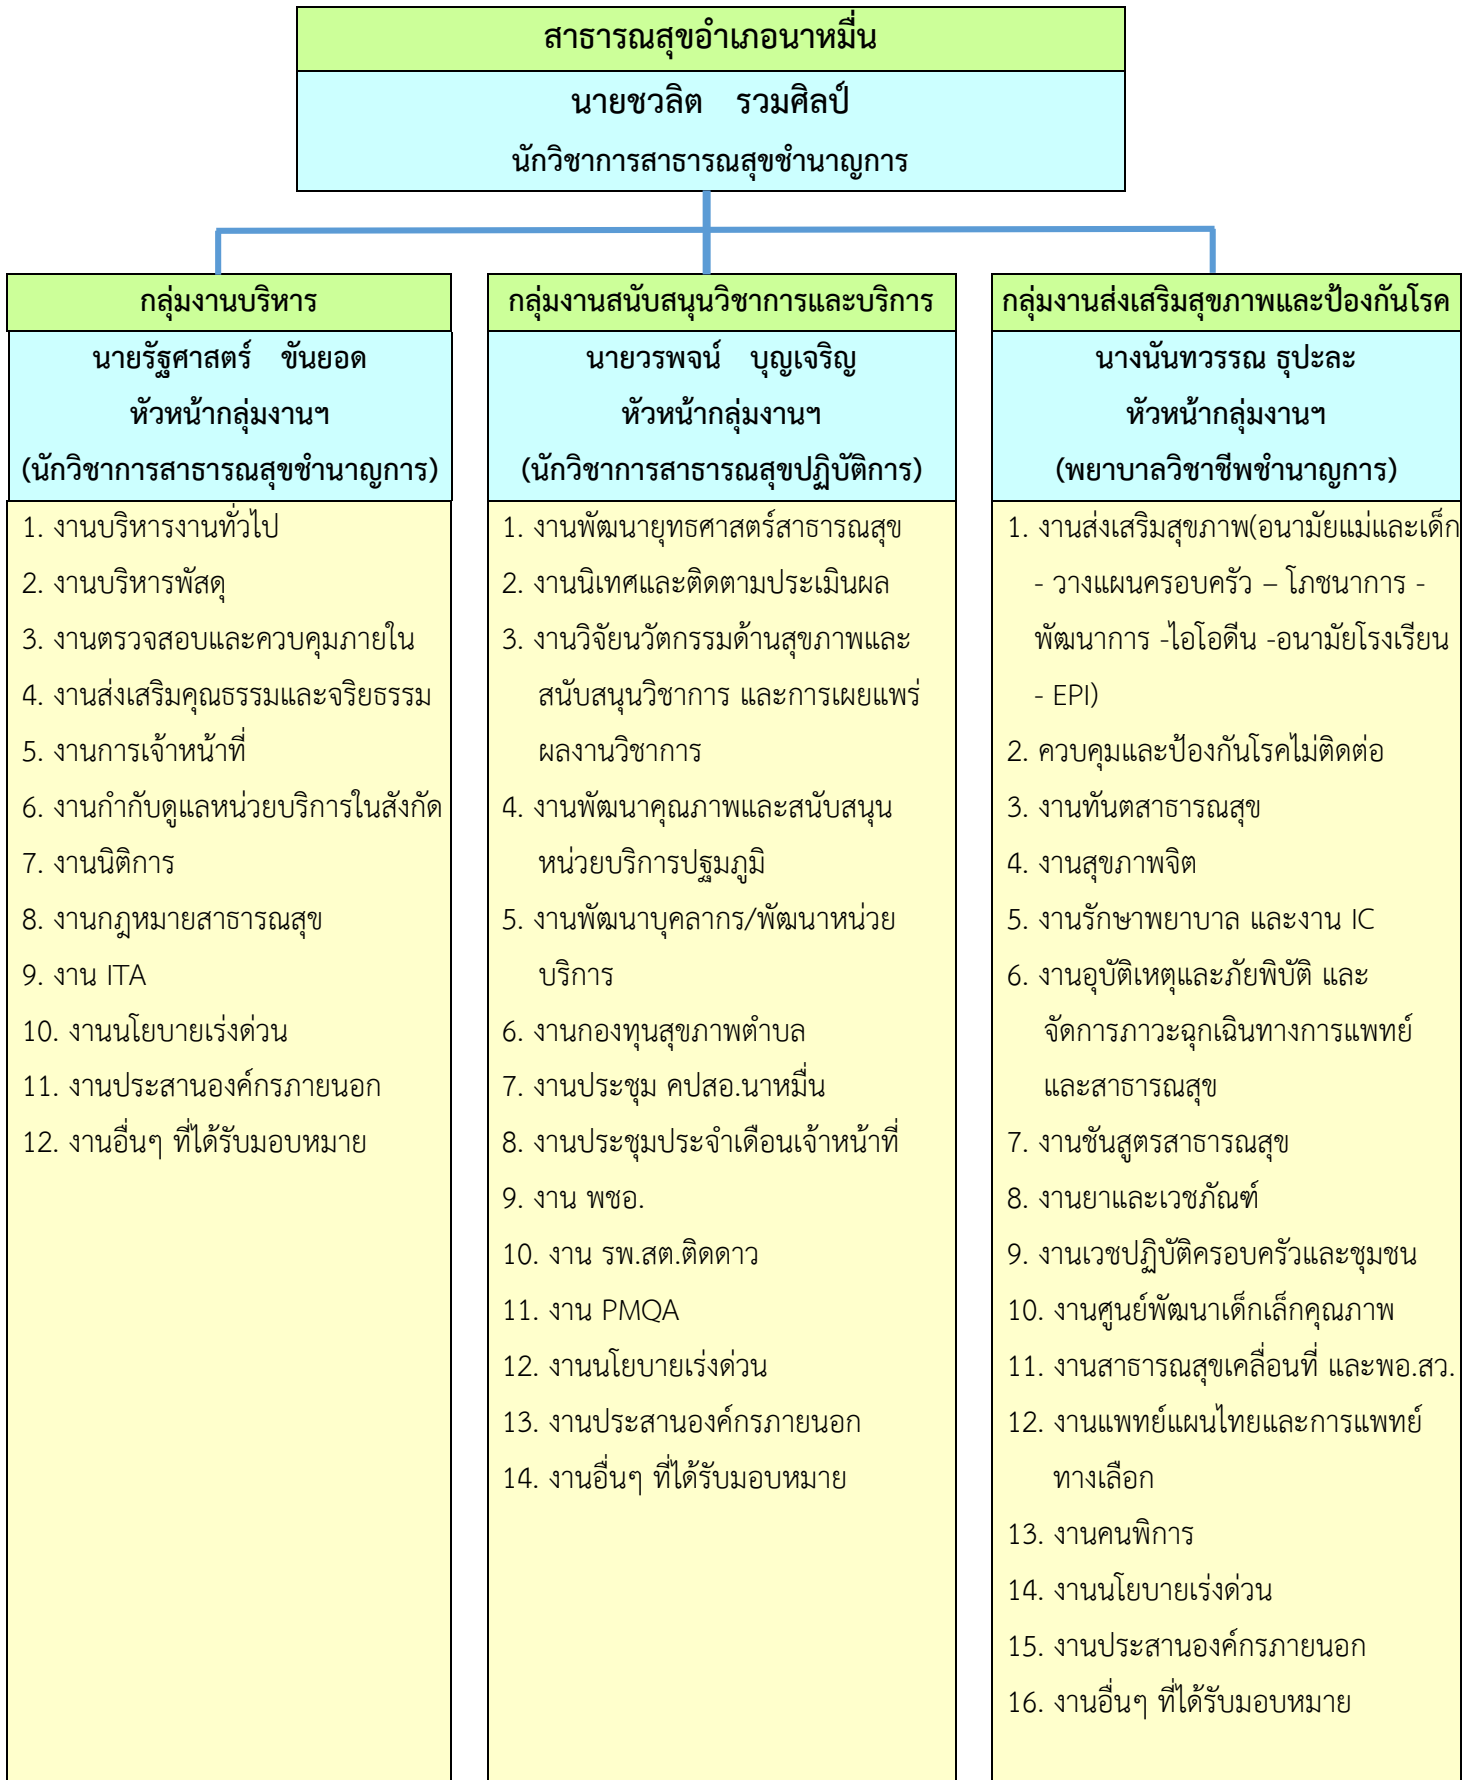 สาธารณสุขอำเภอนาหมื่น
นายชวลิต รวมศิลป์
นักวิชาการสาธารณสุขชำนาญการ
กลุ่มงานบริหาร
นายรัฐศาสตร์ ขันยอด
หัวหน้ากลุ่มงานฯ
(นักวิชาการสาธารณสุขชำนาญการ)
1. งานบริหารงานทั่วไป
2. งานบริหารพัสดุ
3. งานตรวจสอบและควบคุมภายใน
4. งานส่งเสริมคุณธรรมและจริยธรรม
5. งานการเจ้าหน้าที่
6. งานกำกับดูแลหน่วยบริการในสังกัด
7. งานนิติการ
8. งานกฎหมายสาธารณสุข
9. งาน ITA
10. งานนโยบายเร่งด่วน
11. งานประสานองค์กรภายนอก
12. งานอื่นๆ ที่ได้รับมอบหมาย
กลุ่มงานสนับสนุนวิชาการและบริการ
นายวรพจน์ บุญเจริญ
หัวหน้ากลุ่มงานฯ
(นักวิชาการสาธารณสุขปฏิบัติการ)
1. งานพัฒนายุทธศาสตร์สาธารณสุข
2. งานนิเทศและติดตามประเมินผล
3. งานวิจัยนวัตกรรมด้านสุขภาพและ
สนับสนุนวิชาการ และการเผยแพร่
ผลงานวิชาการ
4. งานพัฒนาคุณภาพและสนับสนุน
หน่วยบริการปฐมภูมิ
5. งานพัฒนาบุคลากร/พัฒนาหน่วย
บริการ
6. งานกองทุนสุขภาพตำบล
7. งานประชุม คปสอ.นาหมื่น
8. งานประชุมประจำเดือนเจ้าหน้าที่
9. งาน พชอ.
10. งาน รพ.สต.ติดดาว
11. งาน PMQA
12. งานนโยบายเร่งด่วน
13. งานประสานองค์กรภายนอก
14. งานอื่นๆ ที่ได้รับมอบหมาย
กลุ่มงานส่งเสริมสุขภาพและป้องกันโรค
นางนันทวรรณ ธุปะละ
หัวหน้ากลุ่มงานฯ
(พยาบาลวิชาชีพชำนาญการ)
1. งานส่งเสริมสุขภาพ(อนามัยแม่และเด็ก
- วางแผนครอบครัว – โภชนาการ -
พัฒนาการ -ไอโอดีน -อนามัยโรงเรียน
- EPI)
2. ควบคุมและป้องกันโรคไม่ติดต่อ
3. งานทันตสาธารณสุข
4. งานสุขภาพจิต
5. งานรักษาพยาบาล และงาน IC
6. งานอุบัติเหตุและภัยพิบัติ และ
จัดการภาวะฉุกเฉินทางการแพทย์
และสาธารณสุข
7. งานชันสูตรสาธารณสุข
8. งานยาและเวชภัณฑ์
9. งานเวชปฏิบัติครอบครัวและชุมชน
10. งานศูนย์พัฒนาเด็กเล็กคุณภาพ
11. งานสาธารณสุขเคลื่อนที่ และพอ.สว.
12. งานแพทย์แผนไทยและการแพทย์
ทางเลือก
13. งานคนพิการ
14. งานนโยบายเร่งด่วน
15. งานประสานองค์กรภายนอก
16. งานอื่นๆ ที่ได้รับมอบหมาย